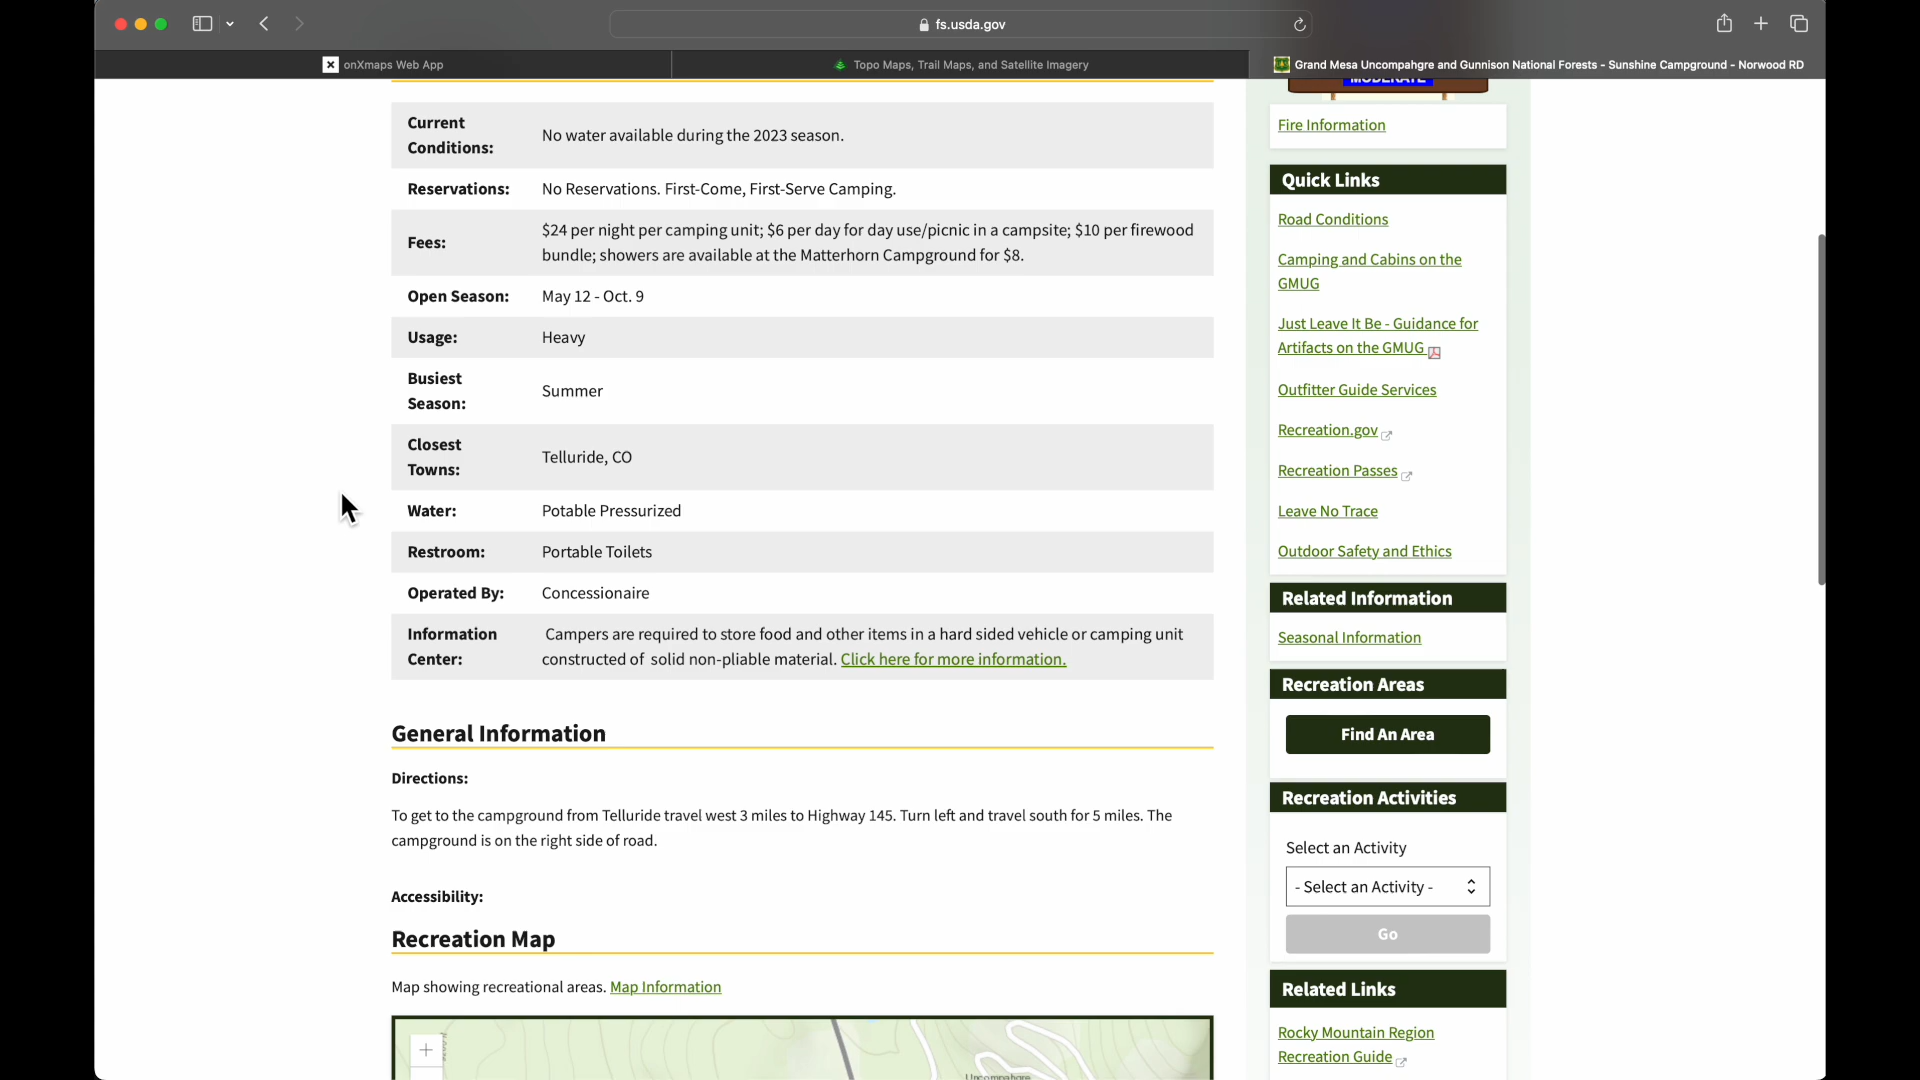 fs.usda.gov
onXmaps Web App
Topo Maps, Trail Maps, and Satellite Imagery
Grand Mesa Uncompahgre and Gunnison National Forests - Sunshine Campground - Norwood RD
MODERATE
Current
Conditions:
No water available during the 2023 season.
Reservations:
No Reservations. First-Come, First-Serve Camping.
Fees:
$24 per night per camping unit; $6 per day for day use/picnic in a campsite; $10 per firewood
bundle; showers are available at the Matterhorn Campground for $8.
Open Season:
May 12 - Oct. 9
Usage:
Heavy
Busiest
Season:
Summer
Closest
Towns:
Telluride, CO
Water:
Potable Pressurized
Restroom:
Portable Toilets
Operated By:
Concessionaire
Information
Center:
Campers are required to store food and other items in a hard sided vehicle or camping unit
constructed of solid non-pliable material. Click here for more information.
General Information
Directions:
To get to the campground from Telluride travel west 3 miles to Highway 145. Turn left and travel south for 5 miles. The
campground is on the right side of road.
Accessibility:
Recreation Map
Map showing recreational areas. Map Information
+
Uncompahgre
Fire Information
Quick Links
Road Conditions
Camping and Cabins on the
GMUG
Just Leave It Be - Guidance for
Artifacts on the GMUG
Outfitter Guide Services
Recreation.gov
Recreation Passes
Leave No Trace
Outdoor Safety and Ethics
Related Information
Seasonal Information
Recreation Areas
Find An Area
Recreation Activities
Select an Activity
- Select an Activity -
Go
Related Links
Rocky Mountain Region
Recreation Guide